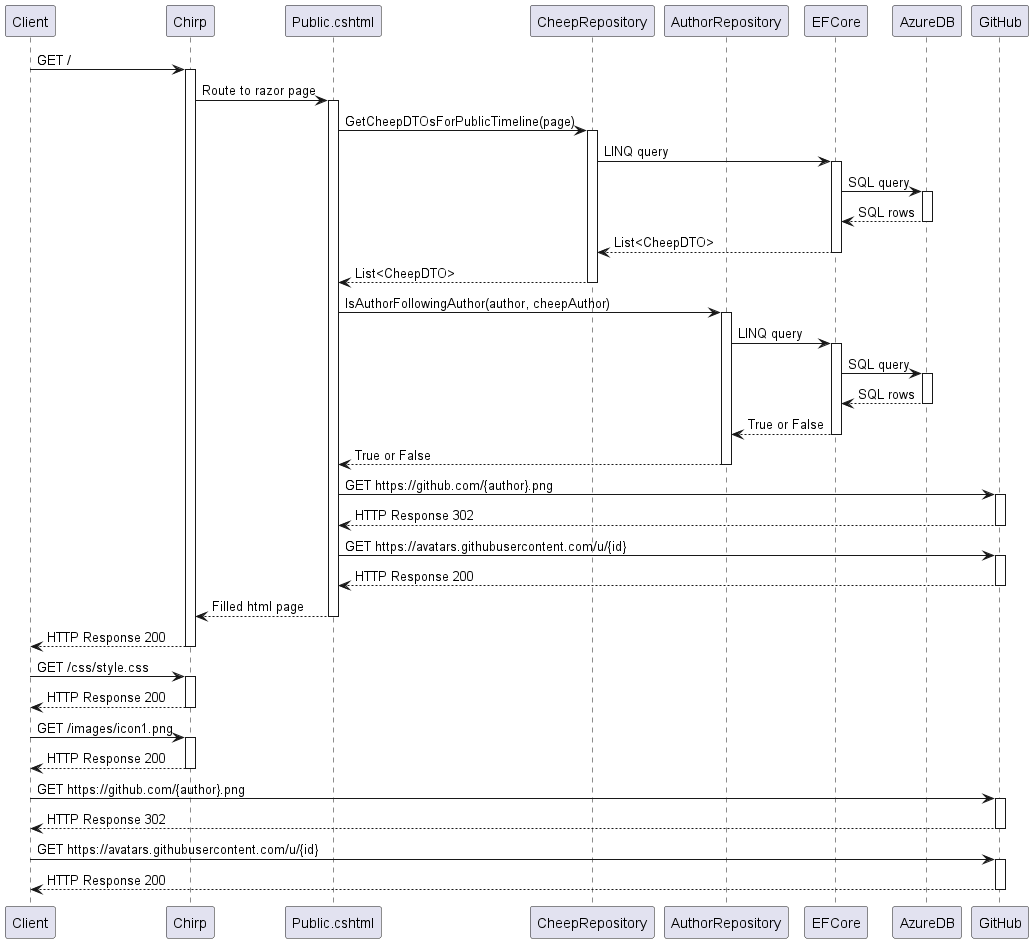 Client Chirp Public.cshtml CheepRepository AuthorRepository EFCore AzureDB GitHub
GET /
Route to razor page
GetCheepDTOsForPublicTimeline(page)
LINQ query
SQL query
SQL rows
List<CheepDTO>
List<CheepDTO>
IsAuthorFollowingAuthor(author, cheepAuthor)
LINQ query
SQL query
SQL rows
True or False
True or False
GET https://github.com/{author}.png
HTTP Response 302
GET https://avatars.githubusercontent.com/u/{id}
HTTP Response 200
Filled html page
HTTP Response 200
GET /css/style.css
HTTP Response 200
GET /images/icon1.png
HTTP Response 200
GET https://github.com/{author}.png
HTTP Response 302
GET https://avatars.githubusercontent.com/u/{id}
HTTP Response 200
Client Chirp Public.cshtml CheepRepository AuthorRepository EFCore AzureDB GitHub